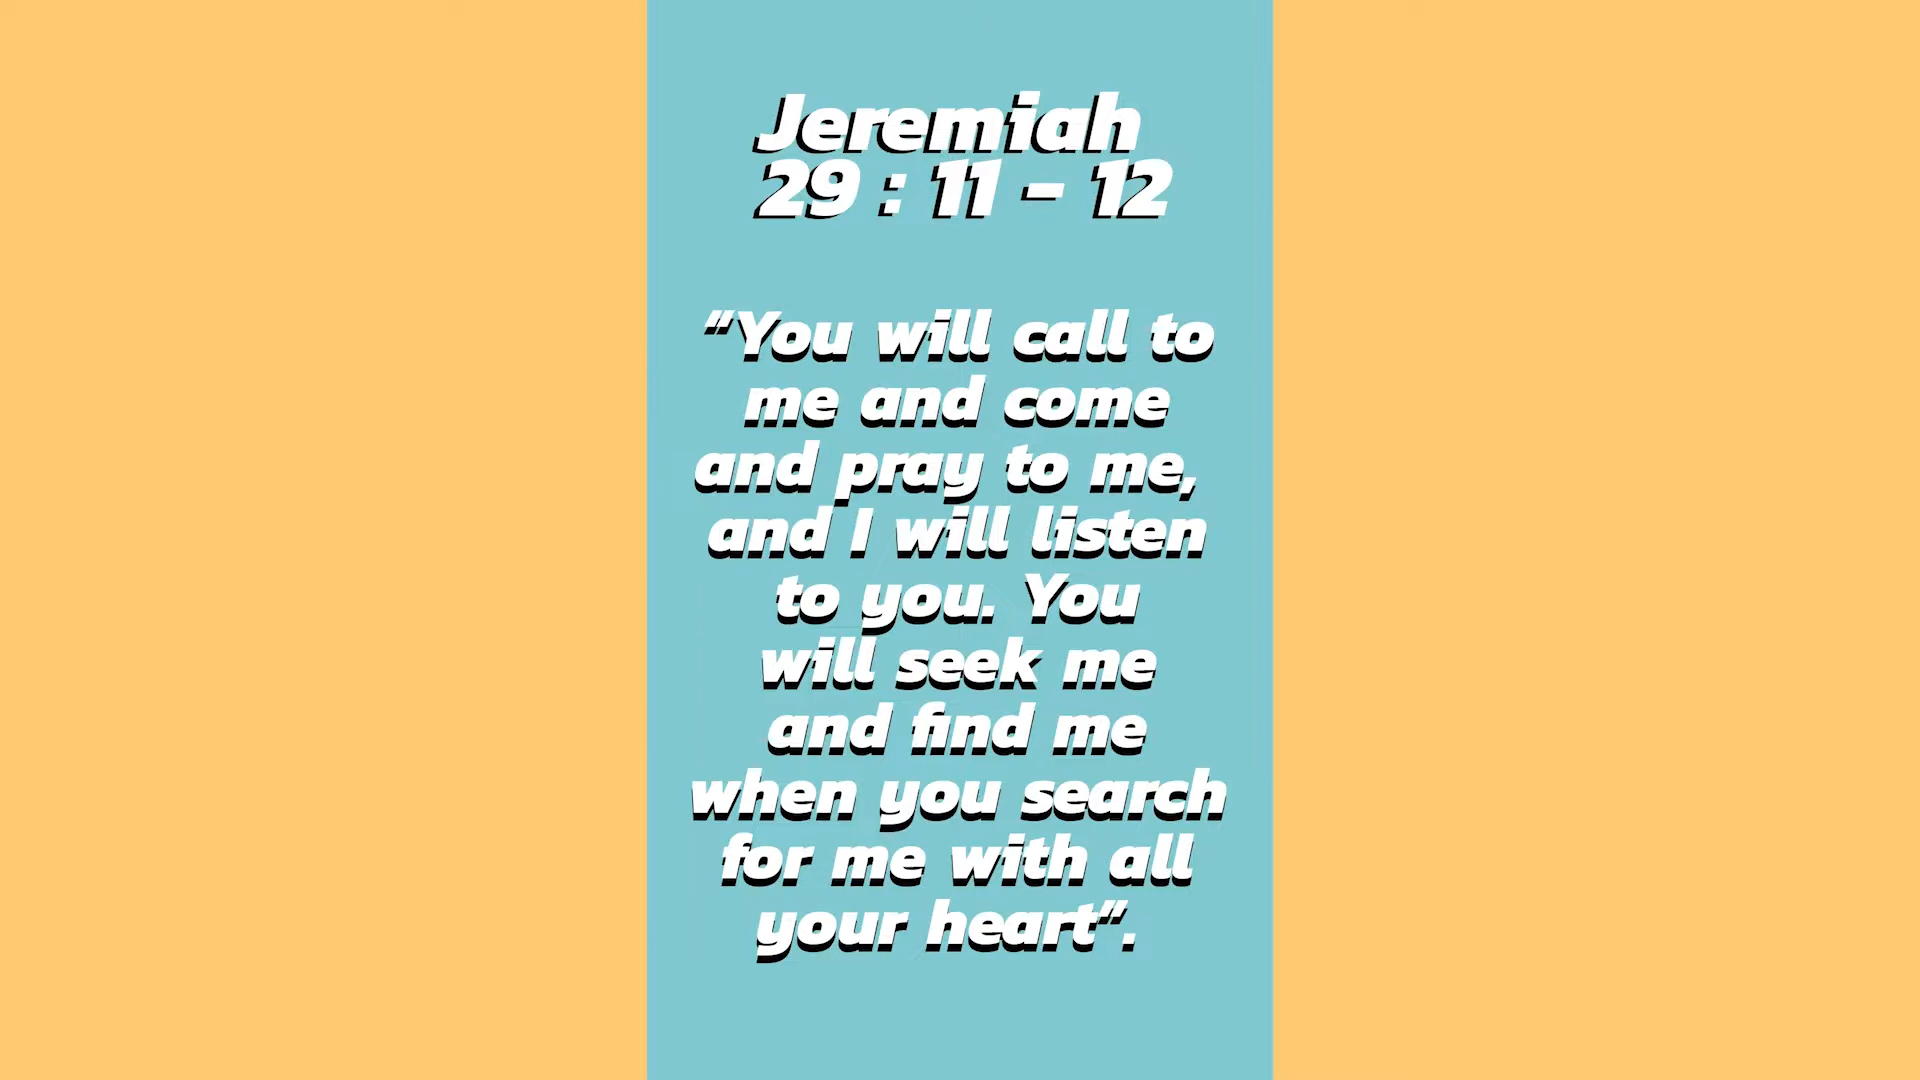 Jeremiah
29 : 11 - 12
"You will call to
me and come
and pray to me,
and I will listen
to you. You
will seek me
and find me
when you search
for me with all
your heart".